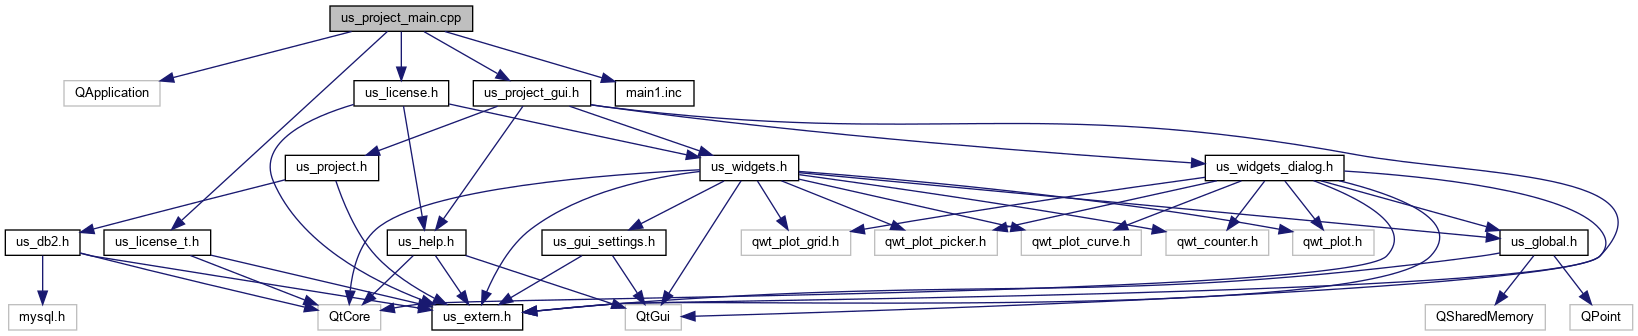 us_project_main.cpp
QApplication
us_license.h
us_project_gui.h
main1.inc
us_project.h
us_widgets.h
us_widgets_dialog.h
us_db2.h
us_license_t.h
us_help.h
us_gui_settings.h
qwt_plot_grid.h
qwt_plot_picker.h
qwt_plot_curve.h
qwt_counter.h
qwt_plot.h
us_global.h
mysql.h
QtCore
us_extern.h
QtGui
QSharedMemory
QPoint